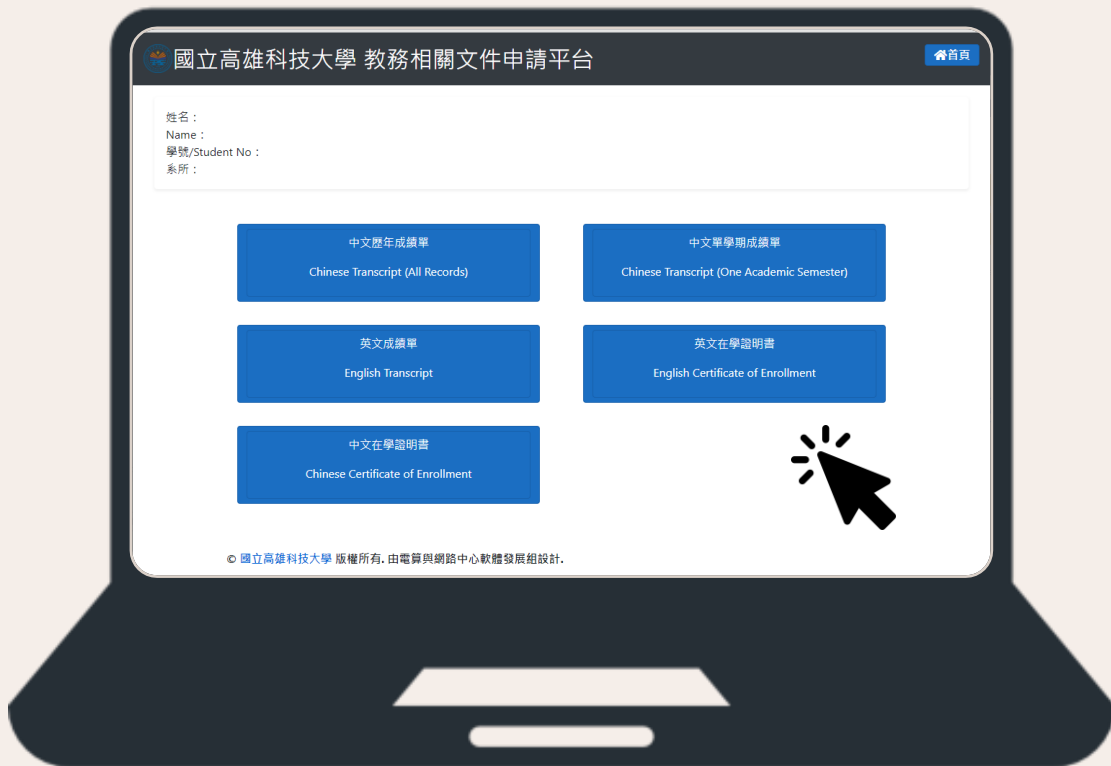 國立高雄科技大學 教務相關文件申請平台
首頁
姓名：
Name：
學號/Student No：
系所：
中文歷年成績單
Chinese Transcript (All Records)
中文單學期成績單
Chinese Transcript (One Academic Semester)
英文成績單
English Transcript
英文在學證明書
English Certificate of Enrollment
中文在學證明書
Chinese Certificate of Enrollment
© 國立高雄科技大學 版權所有. 由電算與網路中心軟體發展組設計.